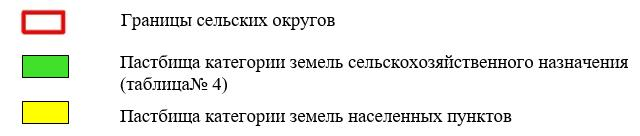 Границы сельских округов
Пастбища категории земель сельскохозяйственного назначения
(таблица№ 4)
Пастбища категории земель населенных пунктов